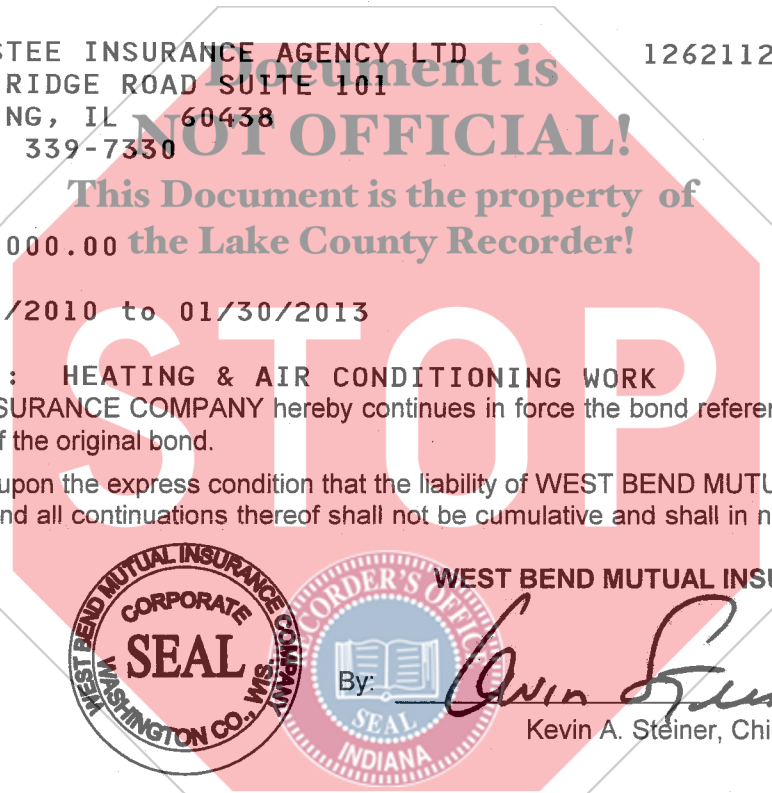 STEE INSURANCE AGENCY LTD 1262112
RIDGE ROAD SUITE 101
NG, IL 60438
339-7330
Document is
NOT OFFICIAL!
This Document is the property of
the Lake County Recorder!
000.00
/2010 to 01/30/2013
STOP
: HEATING & AIR CONDITIONING WORK
SURANCE COMPANY hereby continues in force the bond referen
f the original bond.
upon the express condition that the liability of WEST BEND MUTU
nd all continuations thereof shall not be cumulative and shall in n
WEST BEND MUTUAL INSURANCE COMPANY
CORPORATE
SEAL
WASHINGTON CO., WIS.
RECORDER'S OFFICE
SEAL
INDIANA
WEST BEND MUTUAL INSU
By:
Kevin A. Steiner, Chi